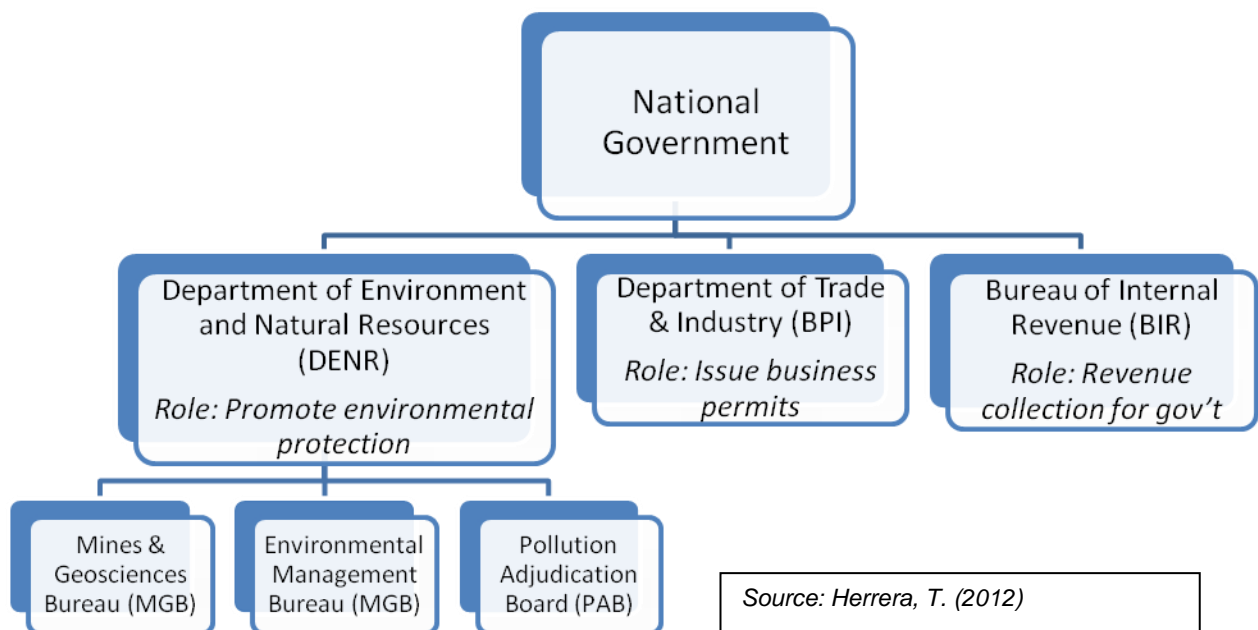 National
Government
Department of Environment
and Natural Resources
(DENR)
Role: Promote environmental
protection
Department of Trade
& Industry (BPI)
Role: Issue business
permits
Bureau of Internal
Revenue (BIR)
Role: Revenue
collection for gov’t
Mines &
Geosciences
Bureau (MGB)
Environmental
Management
Bureau (MGB)
Pollution
Adjudication
Board (PAB)
Source: Herrera, T. (2012)